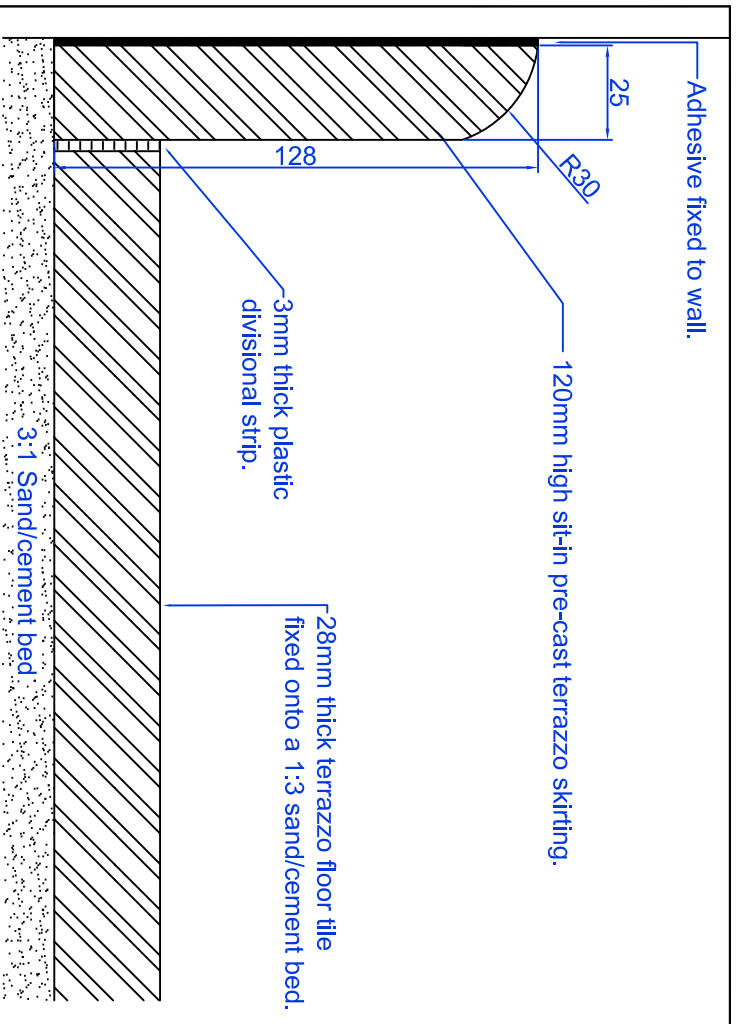 Adhesive fixed to wall.
25
R30
120mm high sit-in pre-cast terrazzo skirting.
128
3mm thick plastic
divisional strip.
28mm thick terrazzo floor tile
fixed onto a 1:3 sand/cement bed.
3:1 Sand/cement bed